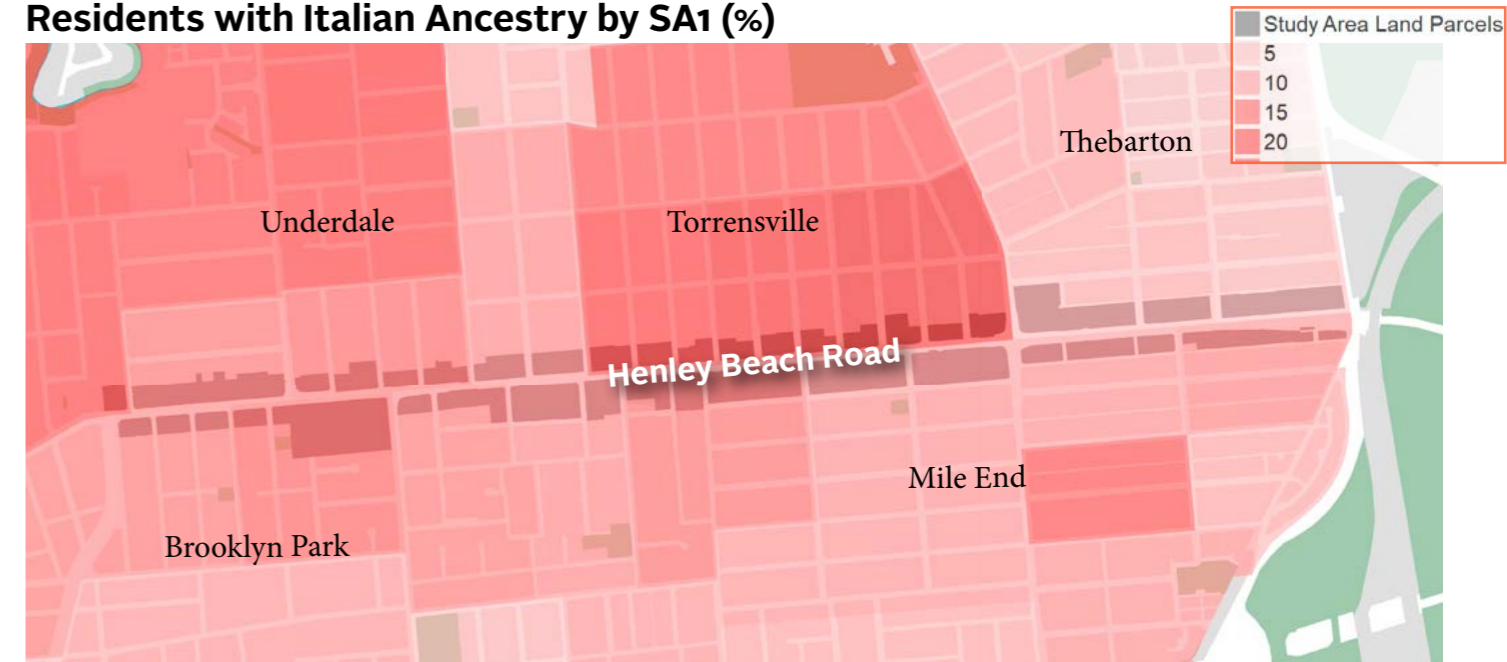 Residents with Italian Ancestry by SA1 (%)
Study Area Land Parcels
5
10
15
20
Thebarton
Underdale
Torrensville
Henley Beach Road
Mile End
Brooklyn Park